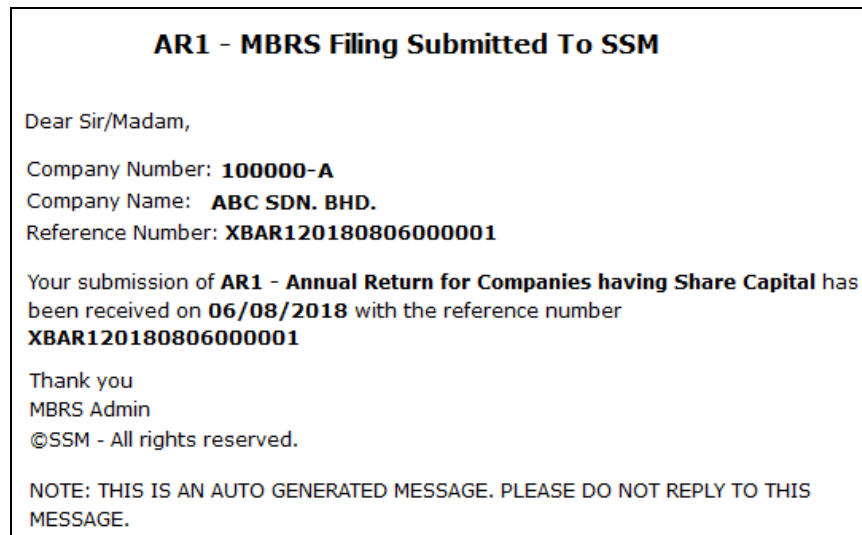 AR1 - MBRS Filing Submitted To SSM
Dear Sir/Madam,
Company Number: 100000-A
Company Name: ABC SDN. BHD.
Reference Number: XBAR120180806000001
Your submission of AR1 - Annual Return for Companies having Share Capital has
been received on 06/08/2018 with the reference number
XBAR120180806000001
Thank you
MBRS Admin
©SSM - All rights reserved.
NOTE: THIS IS AN AUTO GENERATED MESSAGE. PLEASE DO NOT REPLY TO THIS
MESSAGE.